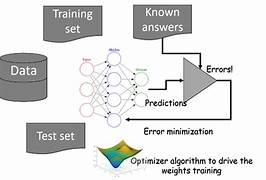 Training
set
Known
answers
Data
Errors!
Predictions
Test set
Error minimization
Optimizer algorithm to drive the
weights training